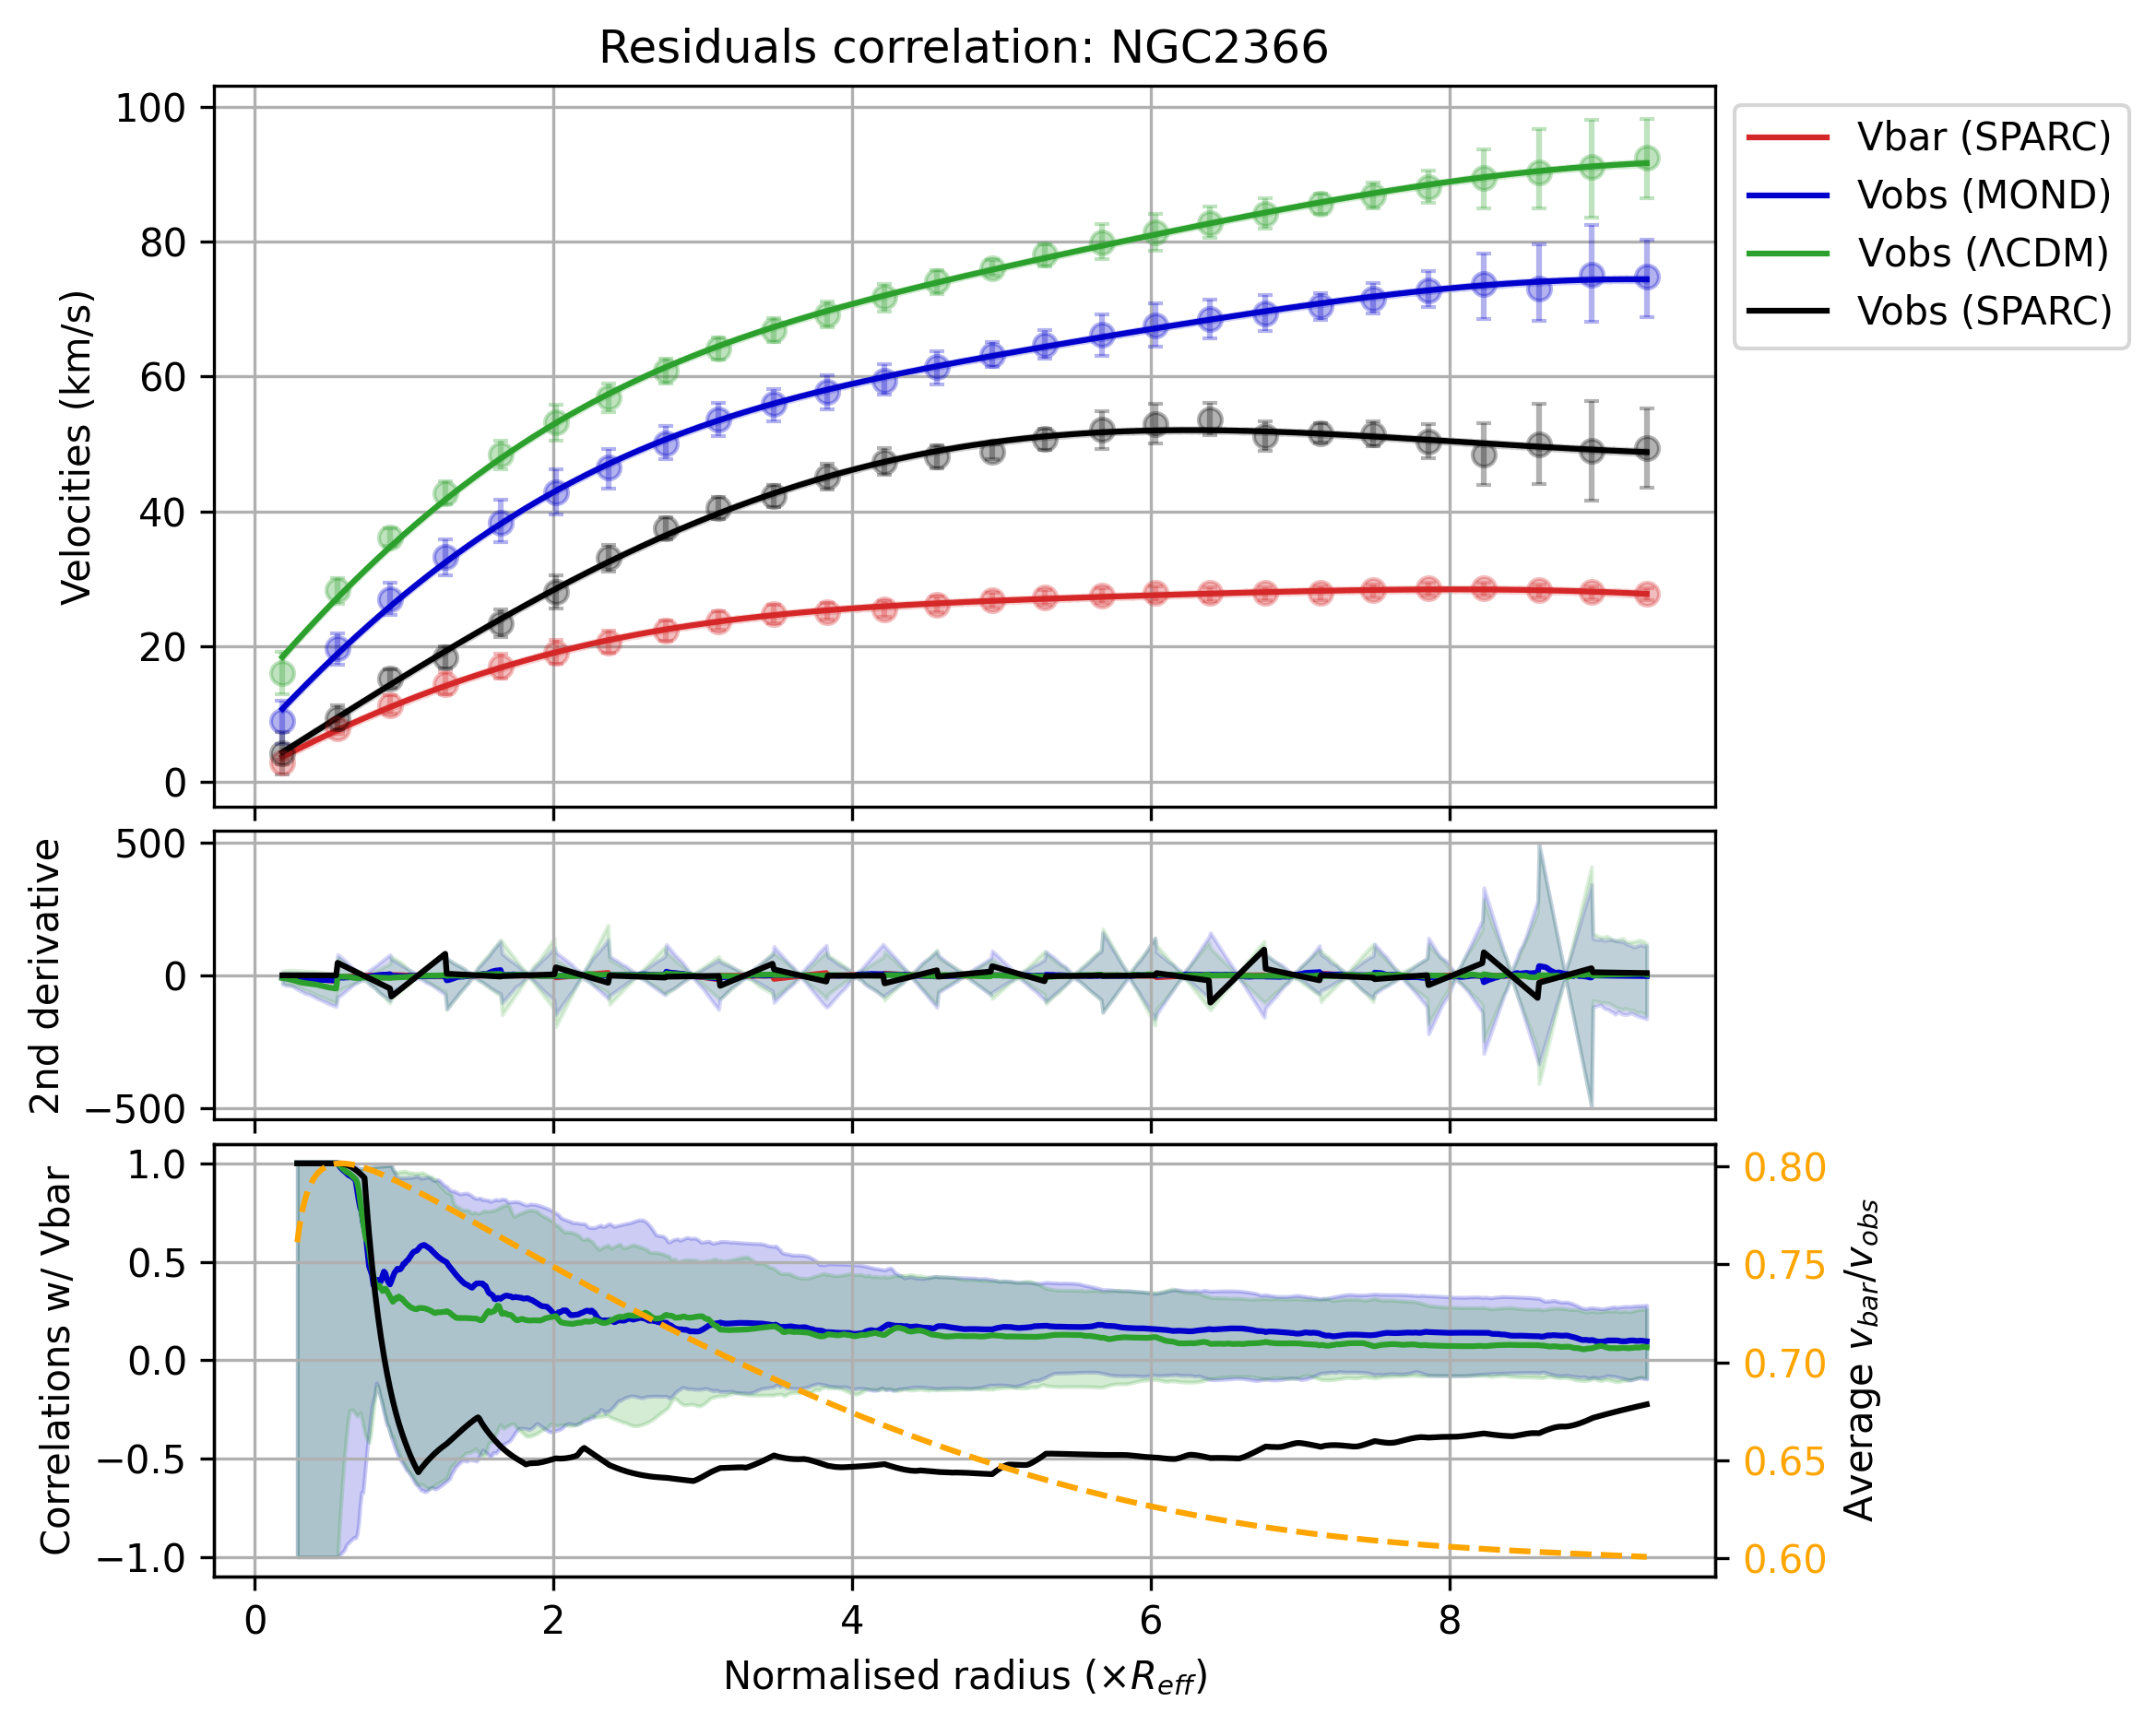 Residuals correlation: NGC2366
100
80
60
40
20
0
Velocities (km/s)
Vbar (SPARC)
Vobs (MOND)
Vobs (ΛCDM)
Vobs (SPARC)
500
0
−500
2nd derivative
1.0
0.5
0.0
−0.5
−1.0
Correlations w/ Vbar
0.80
0.75
0.70
0.65
0.60
Average v_bar/v_obs
0 2 4 6 8
Normalised radius (×R_eff)